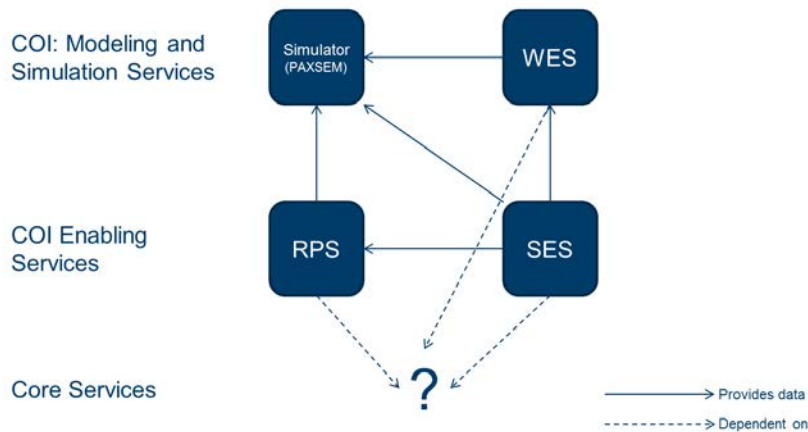 COI: Modeling and
Simulation Services
Simulator
(PAXSEM)
WES
COI Enabling
Services
RPS
SES
Core Services
?
Provides data
Dependent on